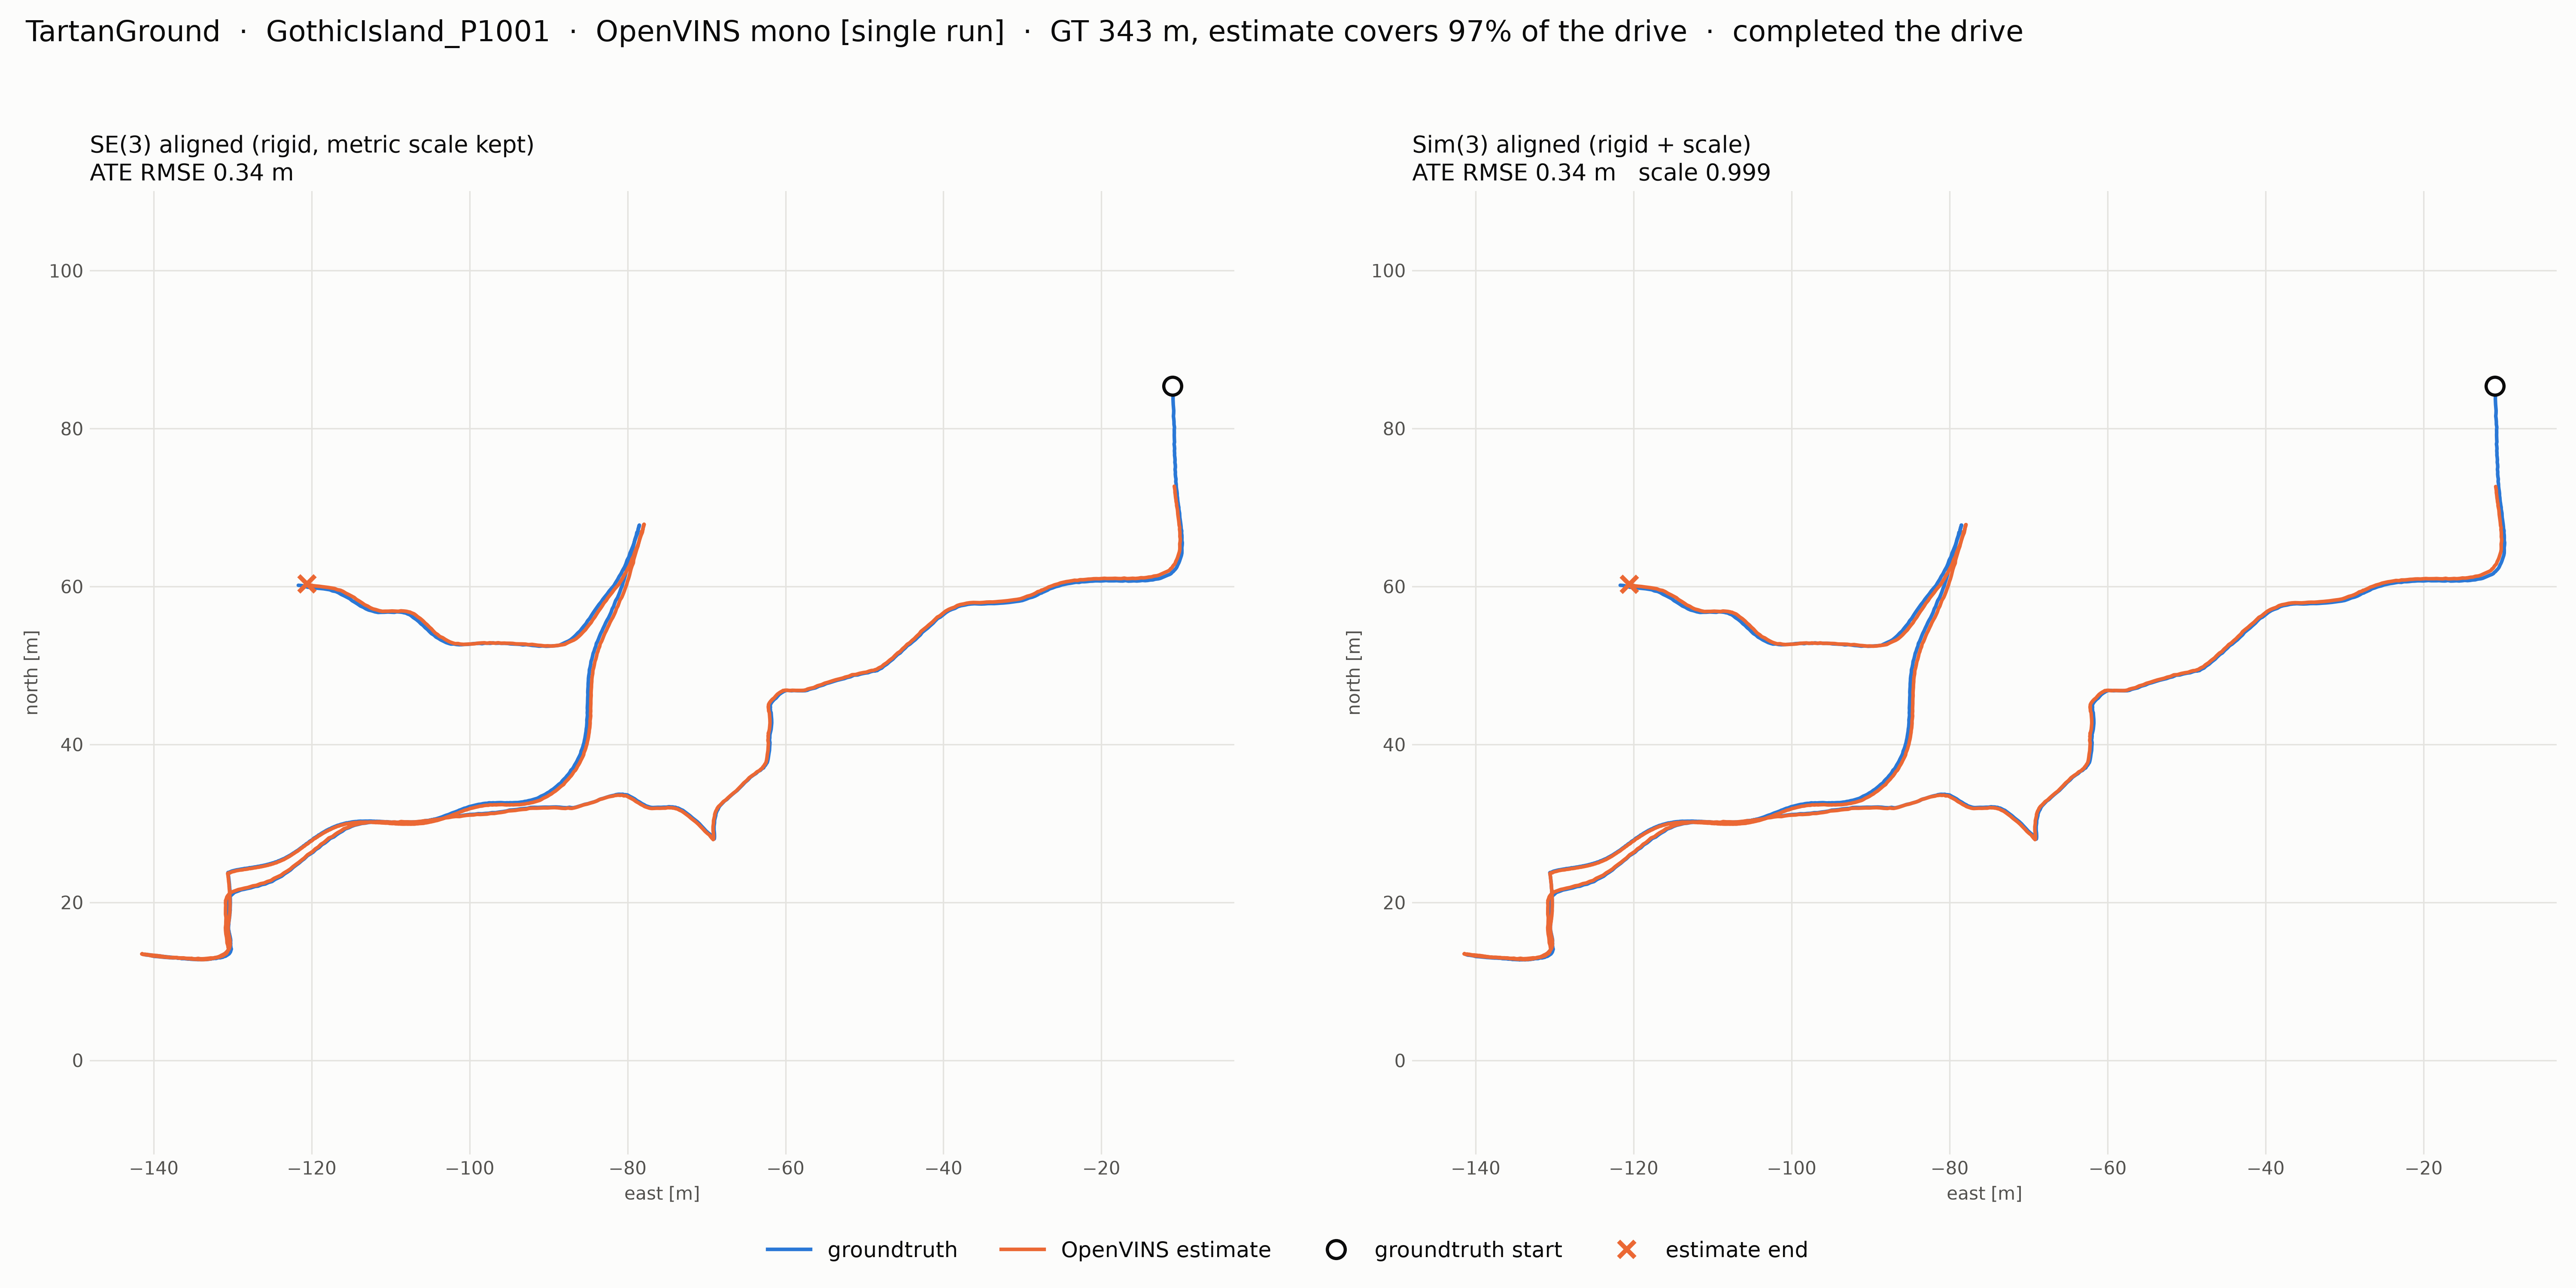 TartanGround · GothicIsland_P1001 · OpenVINS mono [single run] · GT 343 m, estimate covers 97% of the drive · completed the drive
SE(3) aligned (rigid, metric scale kept)
ATE RMSE 0.34 m
100
80
60
40
20
0
north [m]
−140
−120
−100
−80
−60
−40
−20
east [m]
Sim(3) aligned (rigid + scale)
ATE RMSE 0.34 m scale 0.999
100
80
60
40
20
0
north [m]
−140
−120
−100
−80
−60
−40
−20
east [m]
groundtruth
OpenVINS estimate
groundtruth start
estimate end